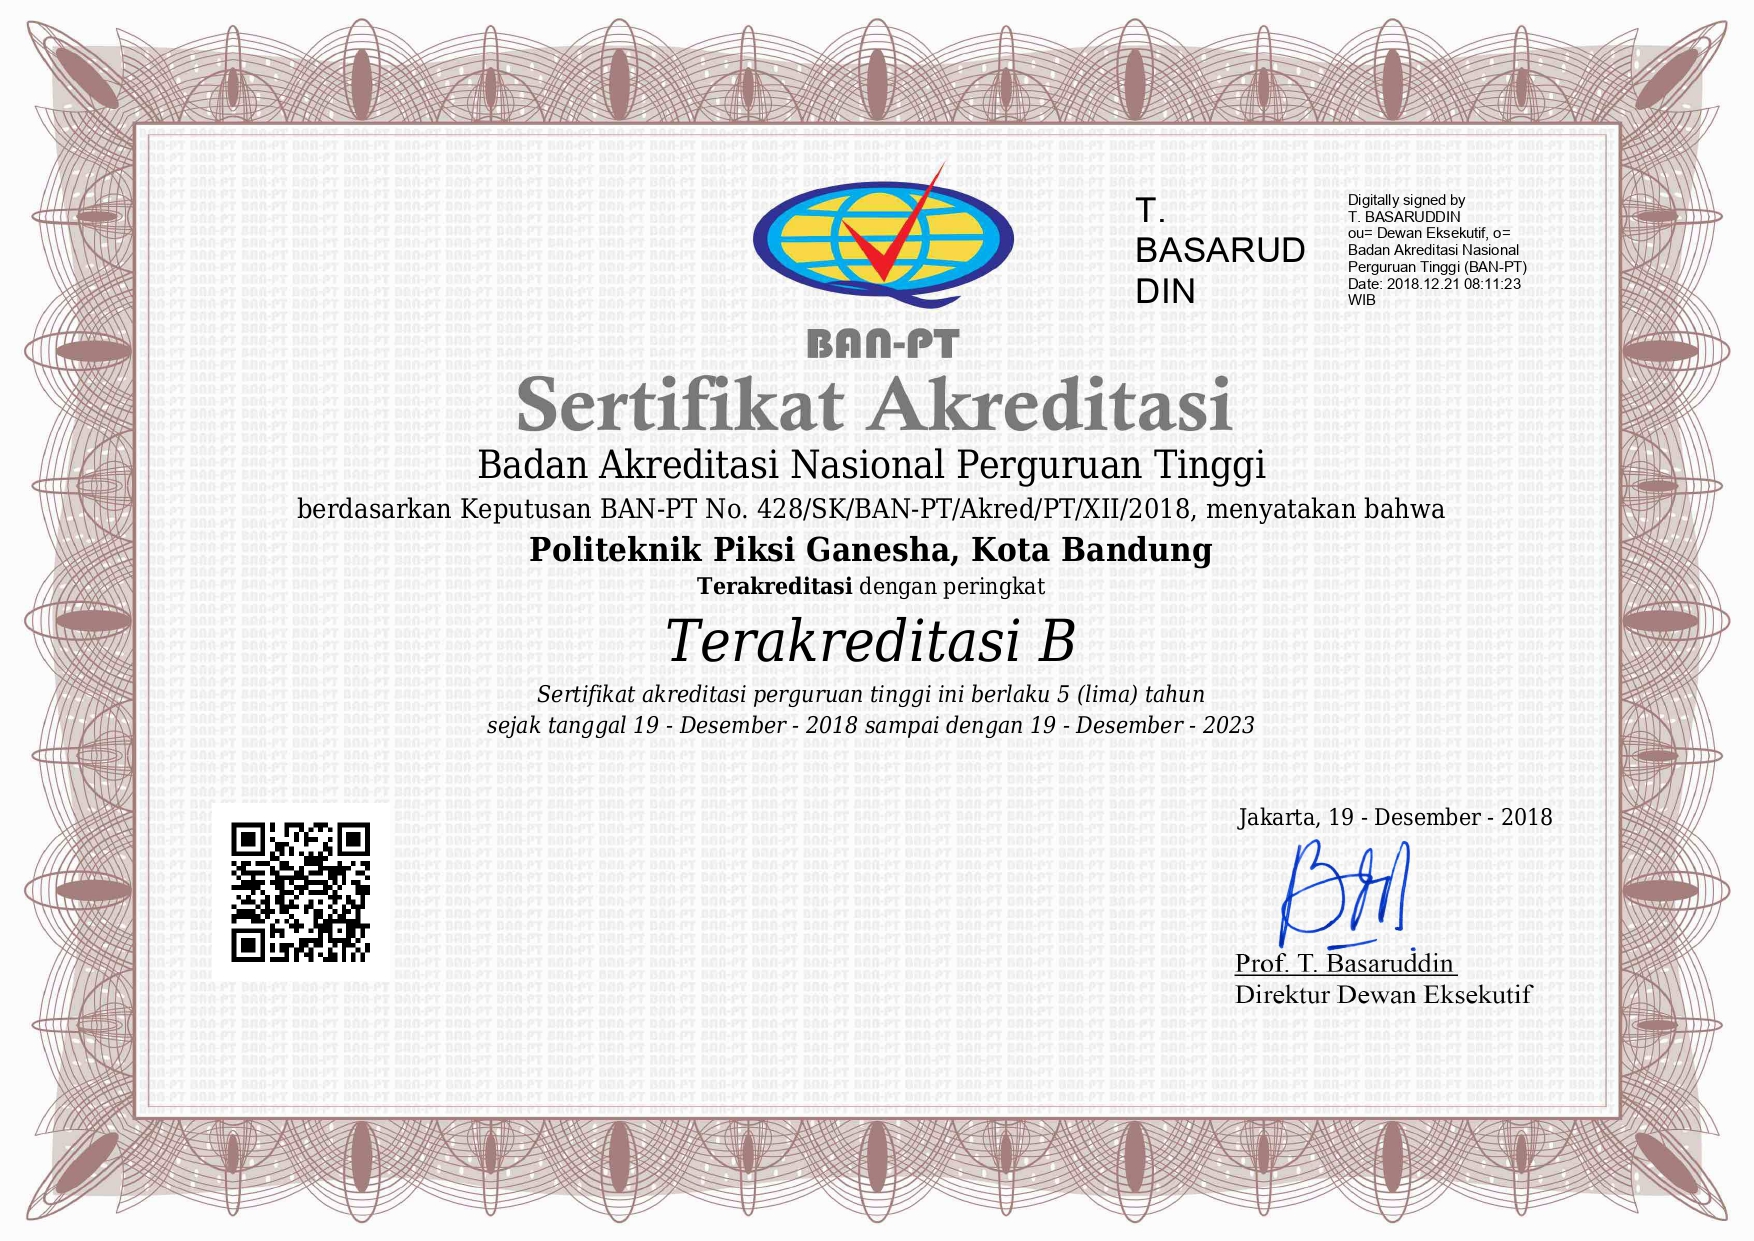 T.
BASARUD
DIN
Digitally signed by
T. BASARUDDIN
ou= Dewan Eksekutif, o=
Badan Akreditasi Nasional
Perguruan Tinggi (BAN-PT)
Date: 2018.12.21 08:11:23
WIB
BAN-PT
Sertifikat Akreditasi
Badan Akreditasi Nasional Perguruan Tinggi
berdasarkan Keputusan BAN-PT No. 428/SK/BAN-PT/Akred/PT/XII/2018, menyatakan bahwa
Politeknik Piksi Ganesha, Kota Bandung
Terakreditasi dengan peringkat
Terakreditasi B
Sertifikat akreditasi perguruan tinggi ini berlaku 5 (lima) tahun
sejak tanggal 19 - Desember - 2018 sampai dengan 19 - Desember - 2023
Jakarta, 19 - Desember - 2018
Prof. T. Basaruddin
Direktur Dewan Eksekutif